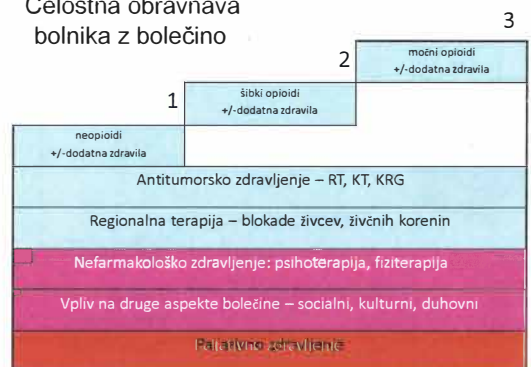 Celostna obravnava
bolnika z bolečino
3
močni opioidi
+/-dodatna zdravila
2
šibki opioidi
+/-dodatna zdravila
1
neopioidi
+/-dodatna zdravila
Antitumorsko zdravljenje – RT, KT, KRG
Regionalna terapija – blokade živcev, živčnih korenin
Nefarmakološko zdravljenje: psihoterapija, fiziterapija
Vpliv na druge aspekte bolečine – socialni, kulturni, duhovni
Paliativno zdravljenje